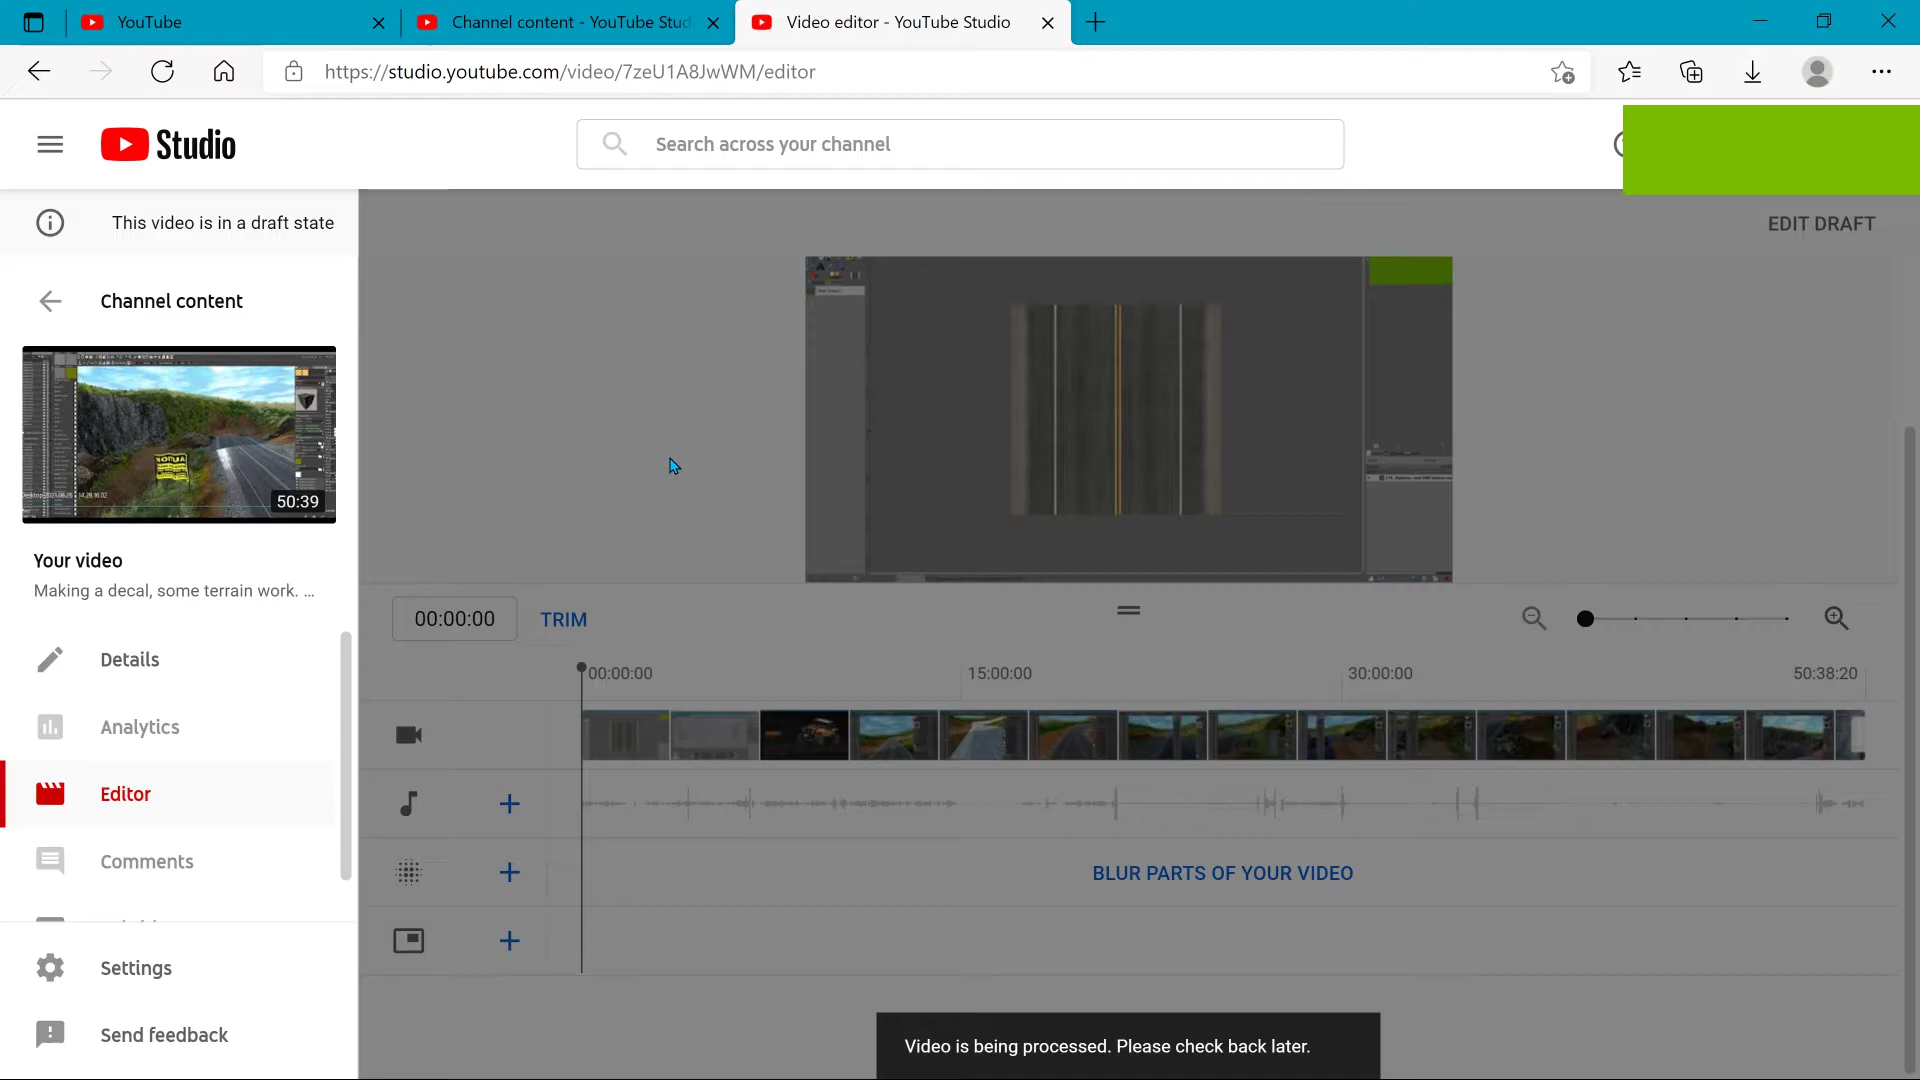 YouTube
Channel content - YouTube Stud
Video editor - YouTube Studio
https://studio.youtube.com/video/7zeU1A8JwWM/editor
Studio
Search across your channel
This video is in a draft state
EDIT DRAFT
Channel content
50:39
Your video
Making a decal, some terrain work. ...
00:00:00
TRIM
00:00:00
15:00:00
30:00:00
50:38:20
Details
Analytics
Editor
Comments
BLUR PARTS OF YOUR VIDEO
Settings
Send feedback
Video is being processed. Please check back later.